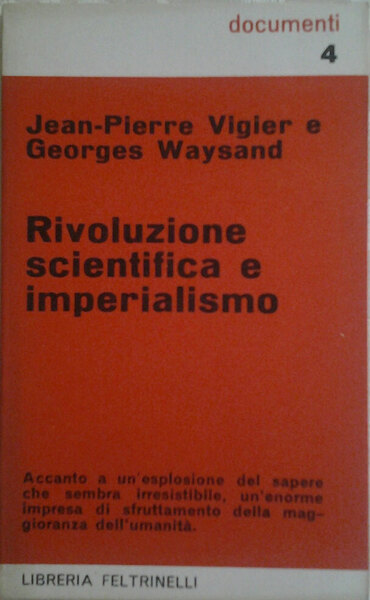 documenti
4
Jean-Pierre Vigier e
Georges Waysand
Rivoluzione
scientifica e
imperialismo
Accanto a un'esplosione del sapere
che sembra irresistibile, un'enorme
impresa di sfruttamento della mag-
gioranza dell'umanità.
LIBRERIA FELTRINELLI